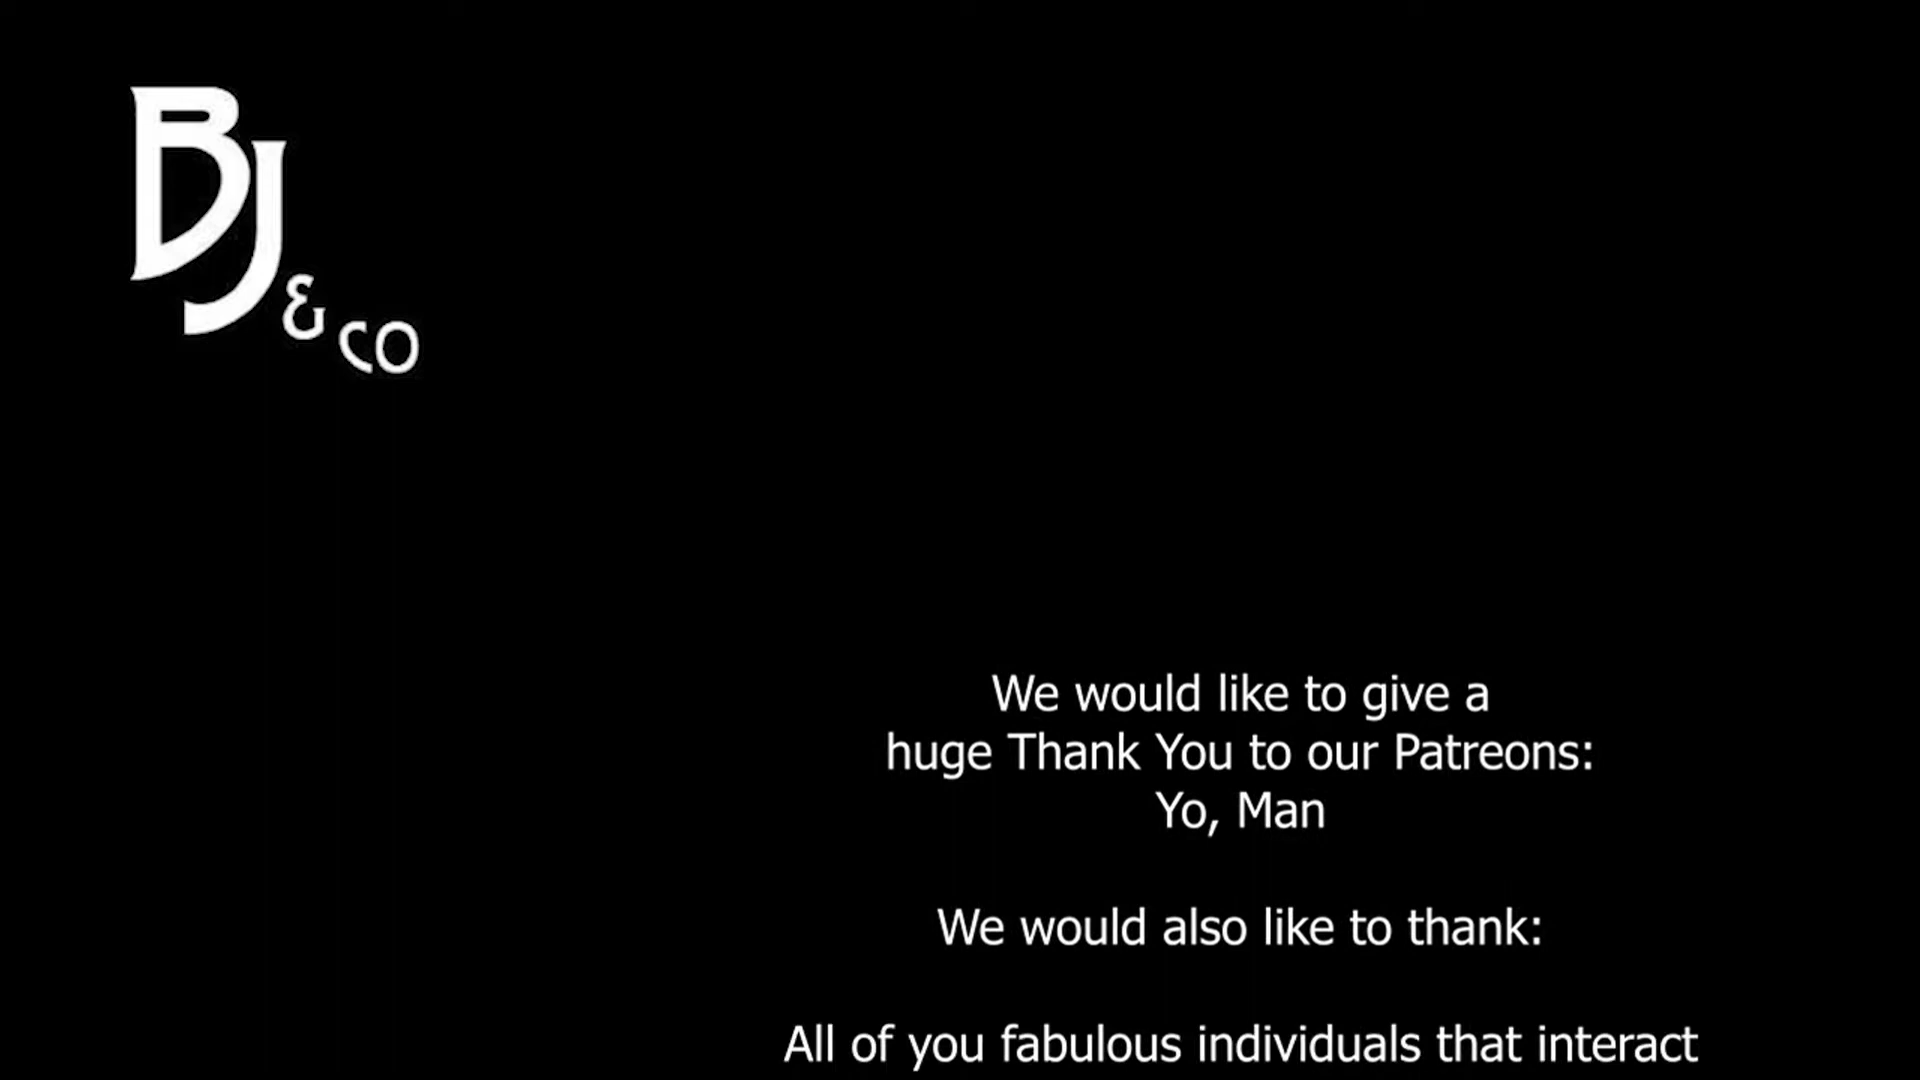 BJ
& CO
We would like to give a
huge Thank You to our Patreons:
Yo, Man
We would also like to thank:
All of you fabulous individuals that interact